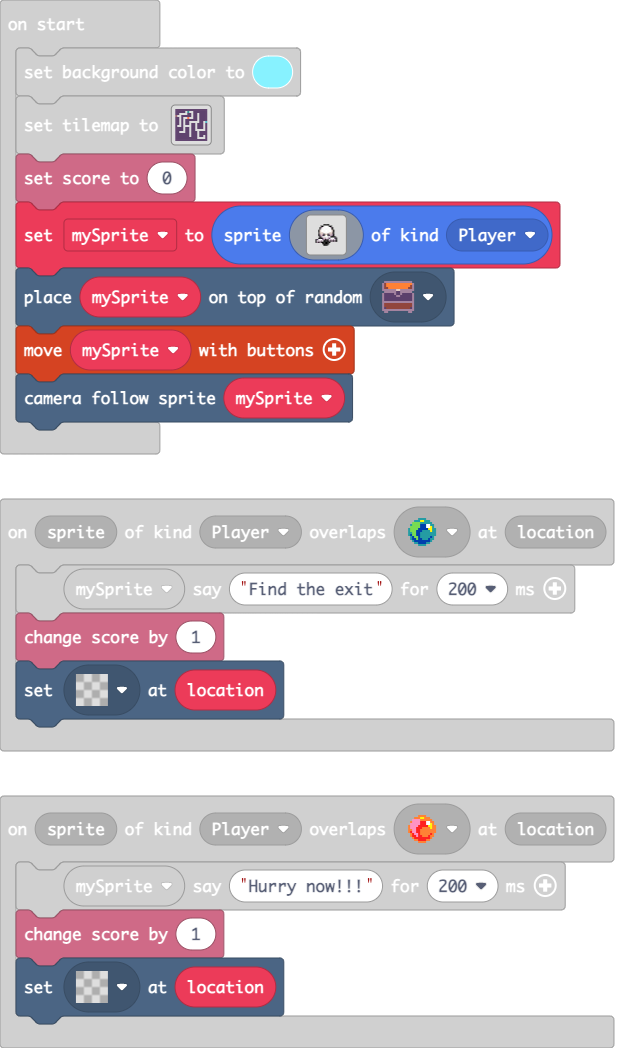 on start
set background color to
set tilemap to
set score to 0
set mySprite to sprite of kind Player
place mySprite on top of random
move mySprite with buttons
camera follow sprite mySprite
on sprite of kind Player overlaps at location
mySprite say "Find the exit" for 200 ms
change score by 1
set at location
on sprite of kind Player overlaps at location
mySprite say "Hurry now!!!" for 200 ms
change score by 1
set at location